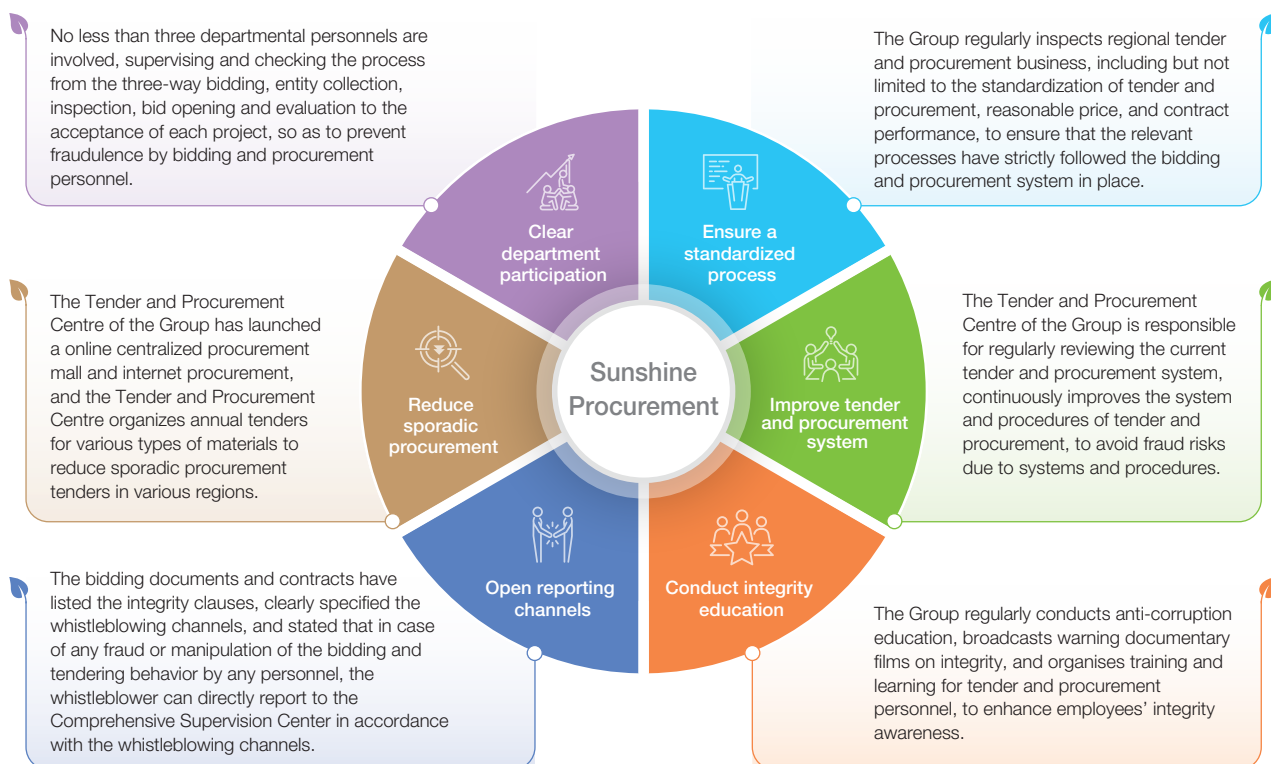 No less than three departmental personnels are
involved, supervising and checking the process
from the three-way bidding, entity collection,
inspection, bid opening and evaluation to the
acceptance of each project, so as to prevent
fraudulence by bidding and procurement
personnel.
The Group regularly inspects regional tender
and procurement business, including but not
limited to the standardization of tender and
procurement, reasonable price, and contract
performance, to ensure that the relevant
processes have strictly followed the bidding
and procurement system in place.
Clear
department
participation
Ensure a
standardized
process
The Tender and Procurement
Centre of the Group has launched
a online centralized procurement
mall and internet procurement,
and the Tender and Procurement
Centre organizes annual tenders
for various types of materials to
reduce sporadic procurement
tenders in various regions.
Reduce
sporadic
procurement
Sunshine
Procurement
Improve tender
and procurement
system
The Tender and Procurement
Centre of the Group is responsible
for regularly reviewing the current
tender and procurement system,
continuously improves the system
and procedures of tender and
procurement, to avoid fraud risks
due to systems and procedures.
The bidding documents and contracts have
listed the integrity clauses, clearly specified the
whistleblowing channels, and stated that in case
of any fraud or manipulation of the bidding and
tendering behavior by any personnel, the
whistleblower can directly report to the
Comprehensive Supervision Center in accordance
with the whistleblowing channels.
Open reporting
channels
Conduct integrity
education
The Group regularly conducts anti-corruption
education, broadcasts warning documentary
films on integrity, and organises training and
learning for tender and procurement
personnel, to enhance employees' integrity
awareness.